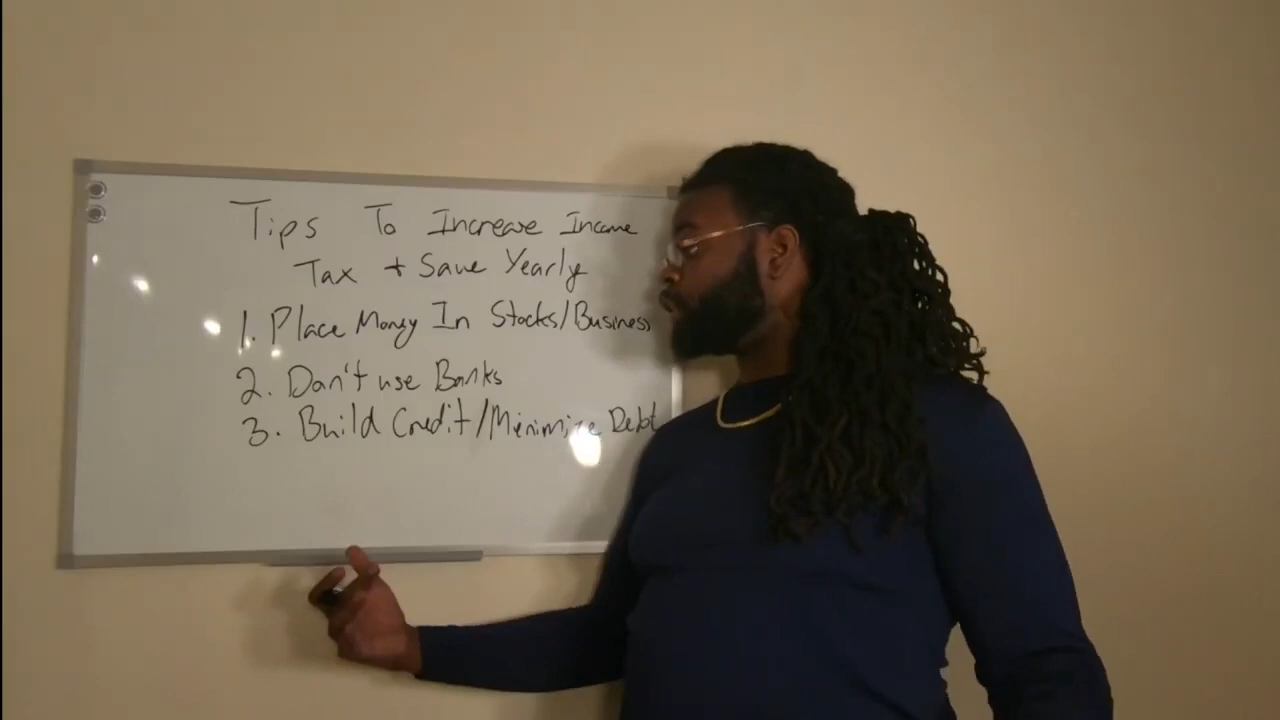 Tips To Increase Income
Tax + Save Yearly
1. Place Money In Stocks/Business
2. Don't use Banks
3. Build Credit/Minimize Debt